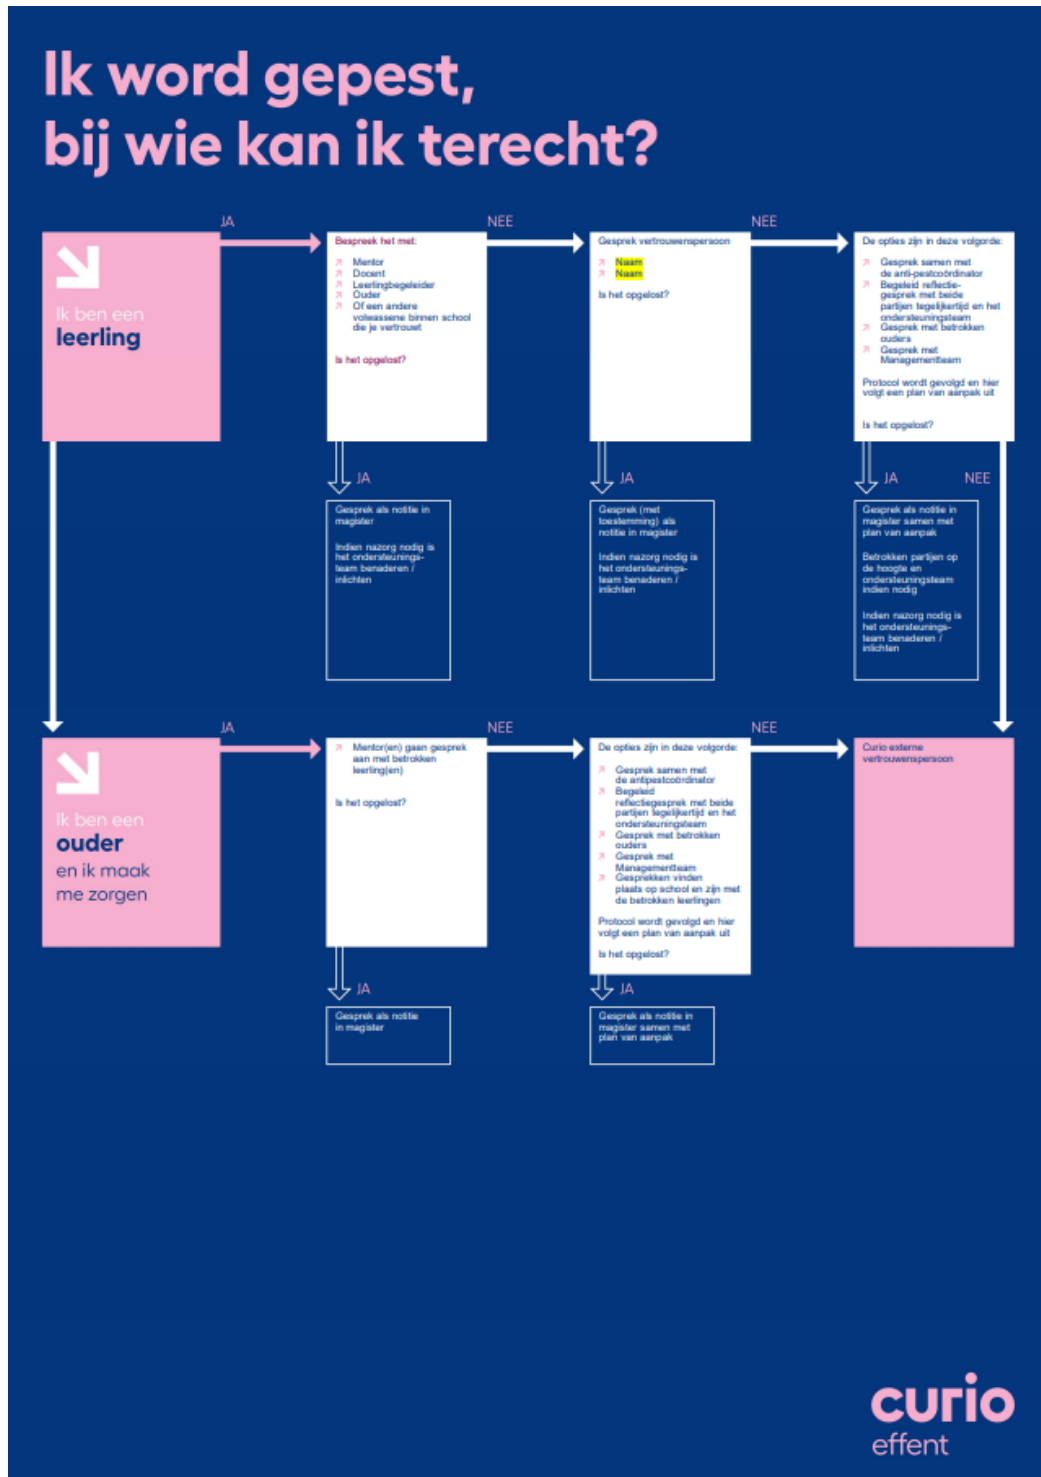 Ik word gepest,
bij wie kan ik terecht?
JA
NEE
NEE
Ik ben een
leerling
Bespreek het met:
Mentor
Docent
Leerlingbegeleider
Ouder
Of een andere
volwassene binnen school
die je vertrouwt
Is het opgelost?
Gesprek vertrouwenspersoon
Naam
Naam
Is het opgelost?
De opties zijn in deze volgorde:
Gesprek samen met
de anti-pestcoördinator
Begeleid reflectie-
gesprek met beide
partijen tegelijkertijd en het
ondersteuningsteam
Gesprek met betrokken
ouders
Gesprek met
Managementteam
Protocol wordt gevolgd en hier
volgt een plan van aanpak uit
Is het opgelost?
JA
JA
JA
NEE
Gesprek als notitie in
magister
Indien nazorg nodig is
het ondersteunings-
team benaderen /
inlichten
Gesprek (met
toestemming) als
notitie in magister
Indien nazorg nodig is
het ondersteunings-
team benaderen /
inlichten
Gesprek als notitie in
magister samen met
plan van aanpak
Betrokken partijen op
de hoogte en
ondersteuningsteam
indien nodig
Indien nazorg nodig is
het ondersteunings-
team benaderen /
inlichten
JA
NEE
NEE
Ik ben een
ouder
en ik maak
me zorgen
Mentor(en) gaan gesprek
aan met betrokken
leerling(en)
Is het opgelost?
De opties zijn in deze volgorde:
Gesprek samen met
de antipestcoördinator
Begeleid
reflectiegesprek met beide
partijen tegelijkertijd en het
ondersteuningsteam
Gesprek met betrokken
ouders
Gesprek met
Managementteam
Gesprekken vinden
plaats op school en zijn met
de betrokken leerlingen
Protocol wordt gevolgd en hier
volgt een plan van aanpak uit
Is het opgelost?
Curio externe
vertrouwenspersoon
JA
JA
Gesprek als notitie
in magister
Gesprek als notitie in
magister samen met
plan van aanpak
curio
effent